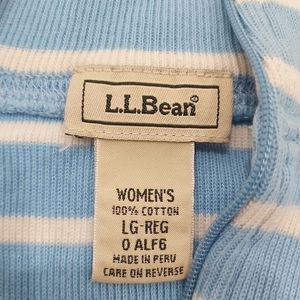 L.L.Bean®
WOMEN'S
100% COTTON
LG-REG
0 ALF6
MADE IN PERU
CARE ON REVERSE